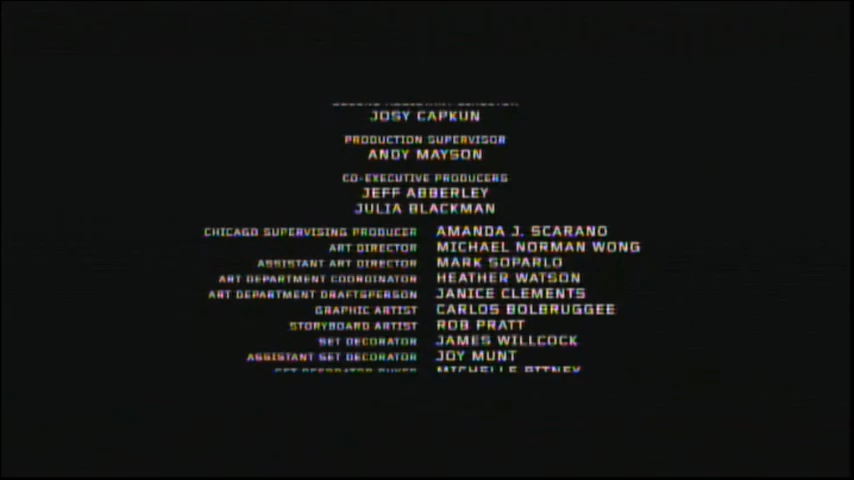 JOSY CAPKUN
PRODUCTION SUPERVISOR
ANDY MAYSON
CO-EXECUTIVE PRODUCERS
JEFF ABBERLEY
JULIA BLACKMAN
CHICAGO SUPERVISING PRODUCER AMANDA J. SCARANO
ART DIRECTOR MICHAEL NORMAN WONG
ASSISTANT ART DIRECTOR MARK SOPARLO
ART DEPARTMENT COORDINATOR HEATHER WATSON
ART DEPARTMENT DRAFTSPERSON JANICE CLEMENTS
GRAPHIC ARTIST CARLOS BOLBRUGGEE
STORYBOARD ARTIST ROB PRATT
SET DECORATOR JAMES WILLCOCK
ASSISTANT SET DECORATOR JOY MUNT